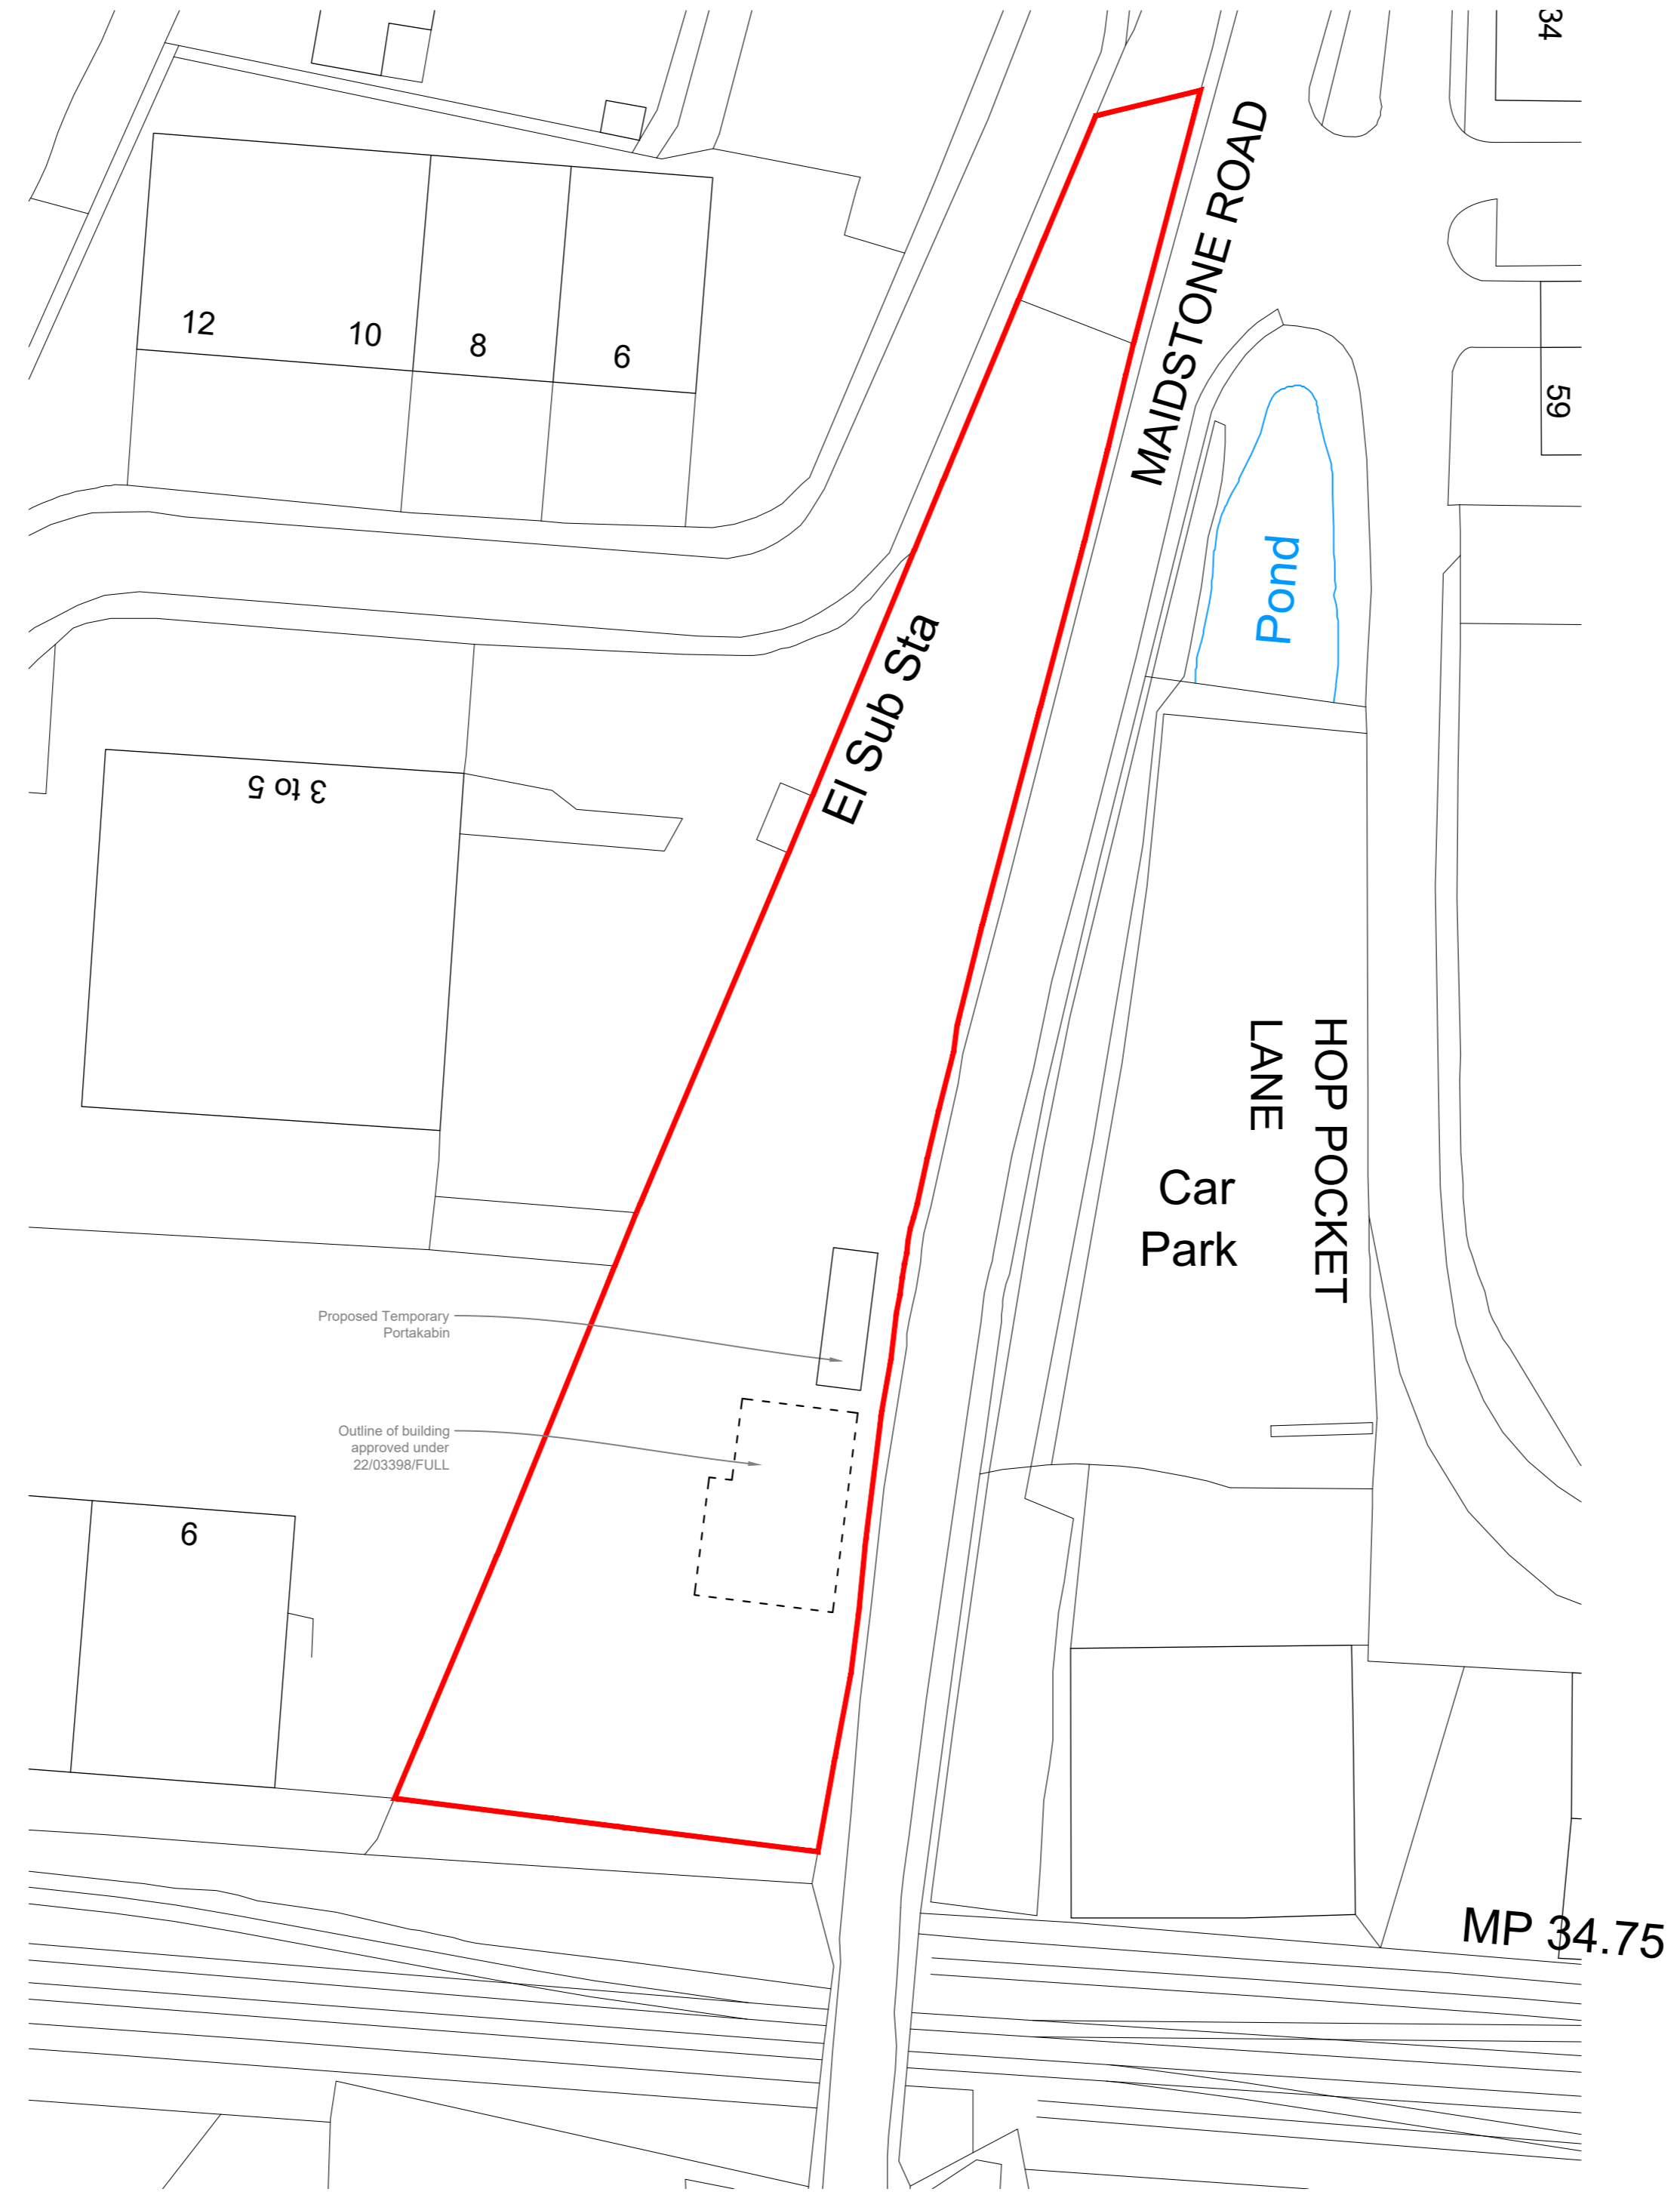 34
MAIDSTONE ROAD
12
10
8
6
59
Pond
El Sub Sta
3 to 5
HOP POCKET
LANE
Car
Park
Proposed Temporary
Portakabin
Outline of building
approved under
22/03398/FULL
6
MP 34.75